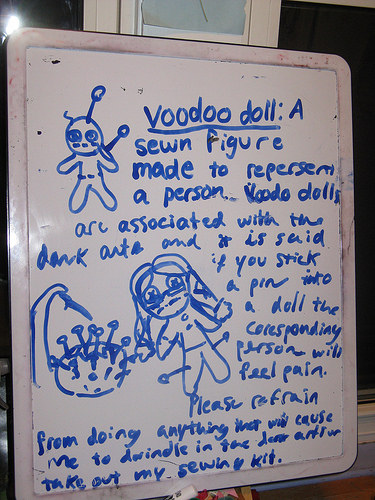 Voodoo doll: A
sewn figure
made to repersent
a person. Voodo dolls
are associated with the
dark arts and it is said
if you stick
a pin into
a doll the
coresponding
person will
feel pain.
Please refrain
from doing anything that will cause
me to dwindle in the dark arts or
take out my sewing kit.